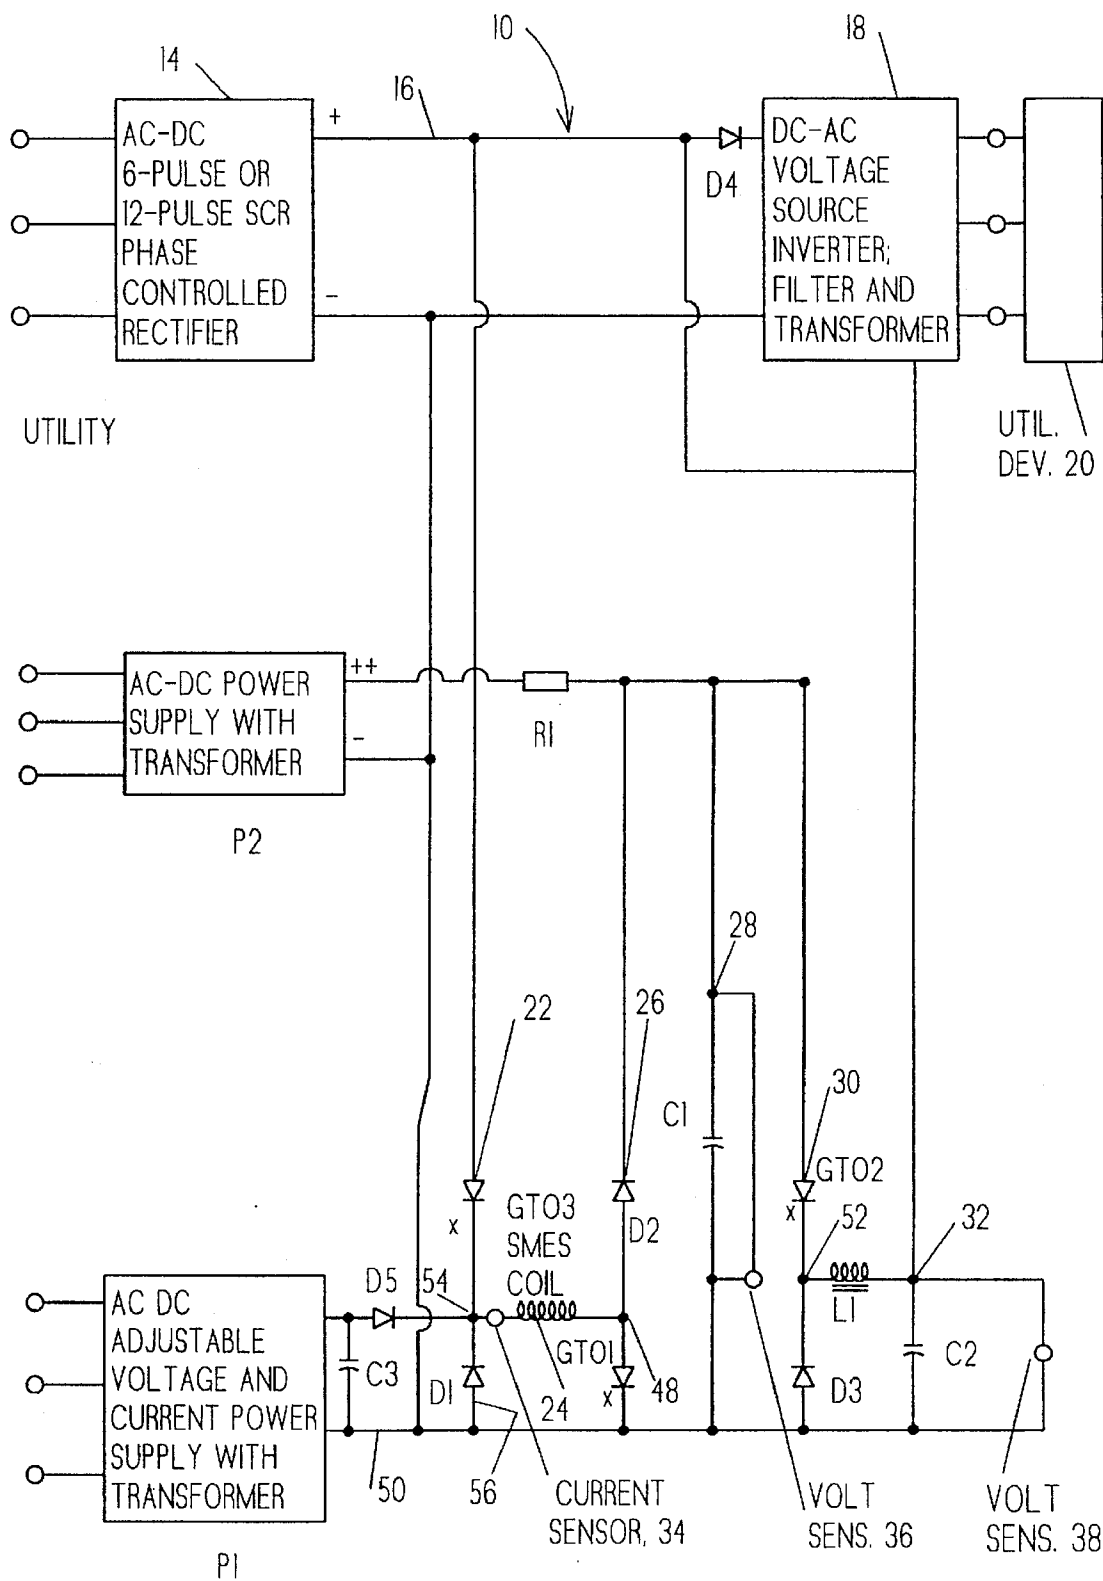 10
18
14
16
+
AC-DC
6-PULSE OR
12-PULSE SCR
PHASE
CONTROLLED
RECTIFIER
-
D4
DC-AC
VOLTAGE
SOURCE
INVERTER;
FILTER AND
TRANSFORMER
UTILITY
UTIL.
DEV. 20
++
AC-DC POWER
SUPPLY WITH
TRANSFORMER
-
R1
P2
28
22
26
30
C1
GTO2
x
x
GTO3
SMES
COIL
D2
52
32
D5
54
L1
AC DC
ADJUSTABLE
VOLTAGE AND
CURRENT POWER
SUPPLY WITH
TRANSFORMER
C3
D1
GTO1
x
24
48
D3
C2
50
56
CURRENT
SENSOR, 34
VOLT
SENS. 36
VOLT
SENS. 38
P1